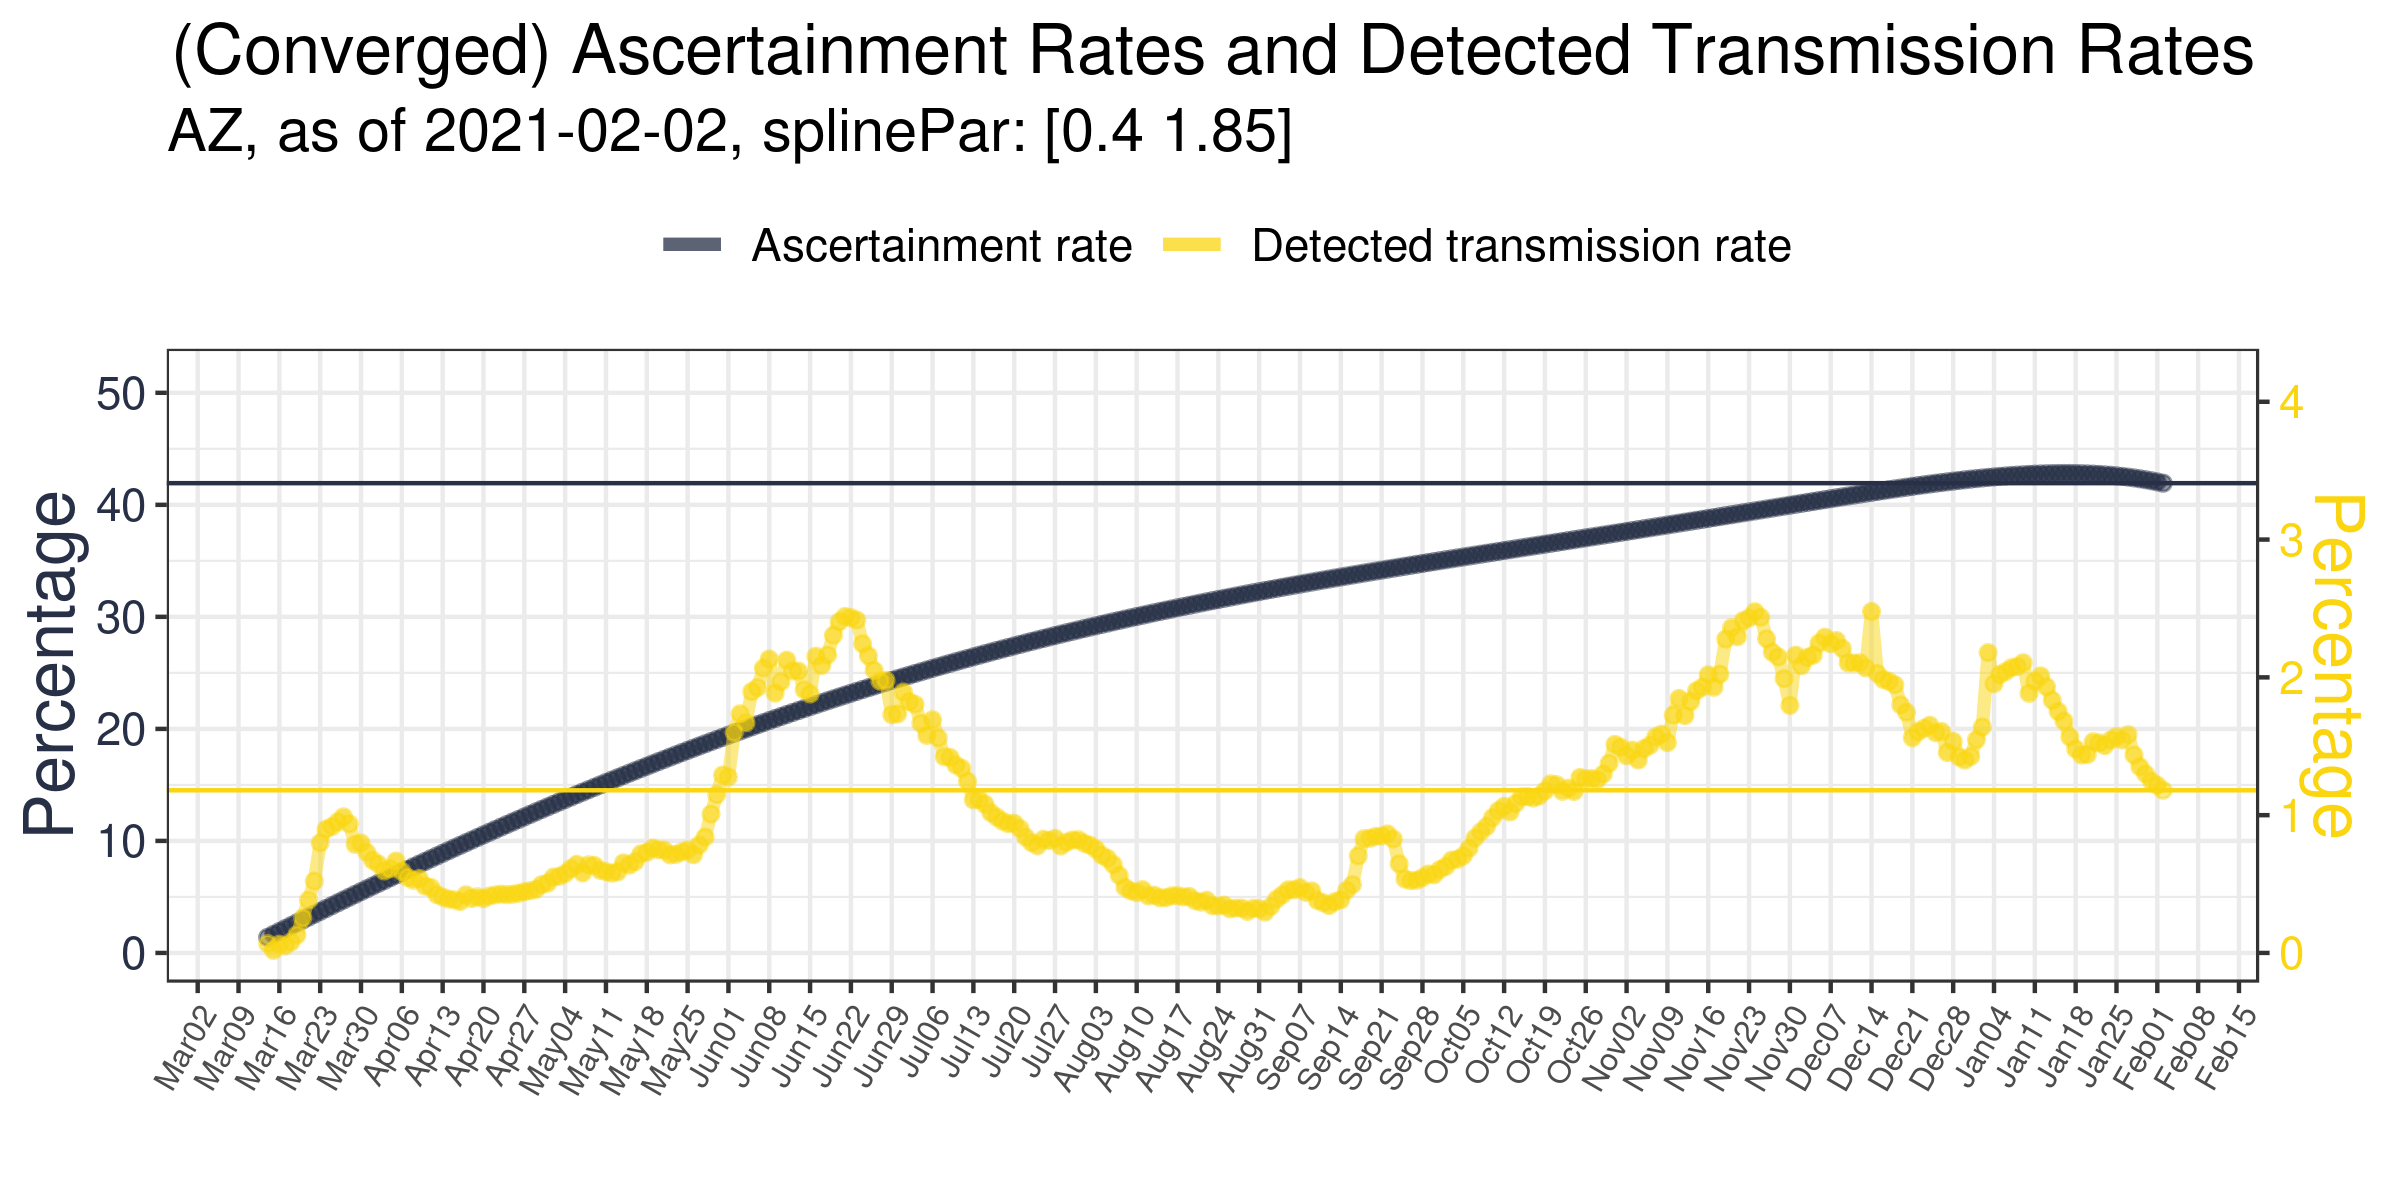 (Converged) Ascertainment Rates and Detected Transmission Rates
AZ, as of 2021-02-02, splinePar: [0.4 1.85]
Ascertainment rate Detected transmission rate
Percentage
50
40
30
20
10
0
4
3
2
1
0
Percentage
Mar02 Mar09 Mar16 Mar23 Mar30 Apr06 Apr13 Apr20 Apr27 May04 May11 May18 May25 Jun01 Jun08 Jun15 Jun22 Jun29 Jul06 Jul13 Jul20 Jul27 Aug03 Aug10 Aug17 Aug24 Aug31 Sep07 Sep14 Sep21 Sep28 Oct05 Oct12 Oct19 Oct26 Nov02 Nov09 Nov16 Nov23 Nov30 Dec07 Dec14 Dec21 Dec28 Jan04 Jan11 Jan18 Jan25 Feb01 Feb08 Feb15